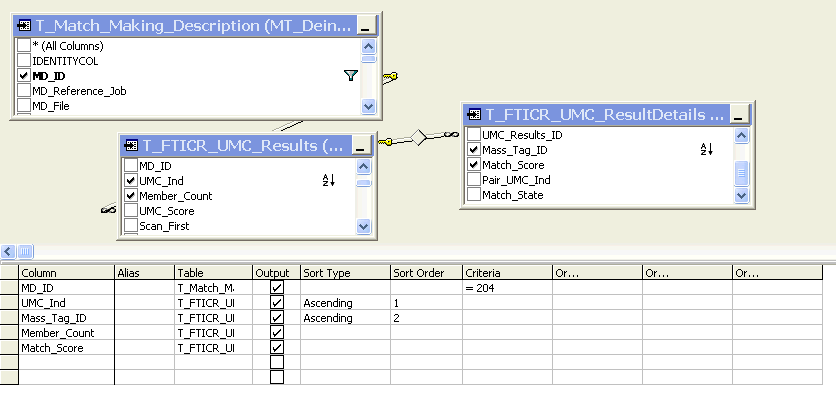 T_Match_Making_Description (MT_Dein...
* (All Columns)
IDENTITYCOL
MD_ID
MD_Reference_Job
MD_File
T_FTICR_UMC_Results (...
MD_ID
UMC_Ind
Member_Count
UMC_Score
Scan_First
T_FTICR_UMC_ResultDetails ...
UMC_Results_ID
Mass_Tag_ID
Match_Score
Pair_UMC_Ind
Match_State
Column Alias Table Output Sort Type Sort Order Criteria Or... Or... Or...
MD_ID T_Match_M. = 204
UMC_Ind T_FTICR_UI Ascending 1
Mass_Tag_ID T_FTICR_UI Ascending 2
Member_Count T_FTICR_UI
Match_Score T_FTICR_UI